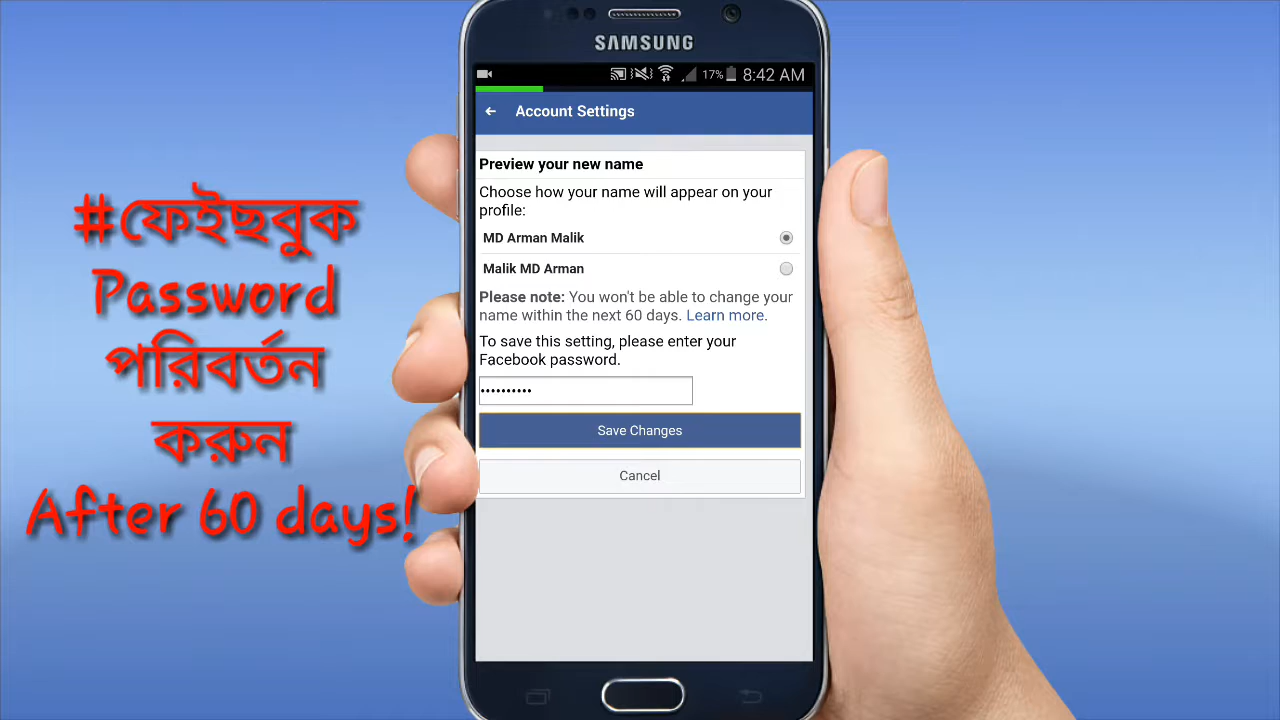 #ফেইছবুক
Password
পরিবর্তন
করুন
After 60 days!
SAMSUNG
17% 8:42 AM
Account Settings
Preview your new name
Choose how your name will appear on your
profile:
MD Arman Malik
Malik MD Arman
Please note: You won't be able to change your
name within the next 60 days. Learn more.
To save this setting, please enter your
Facebook password.
••••••••••
Save Changes
Cancel